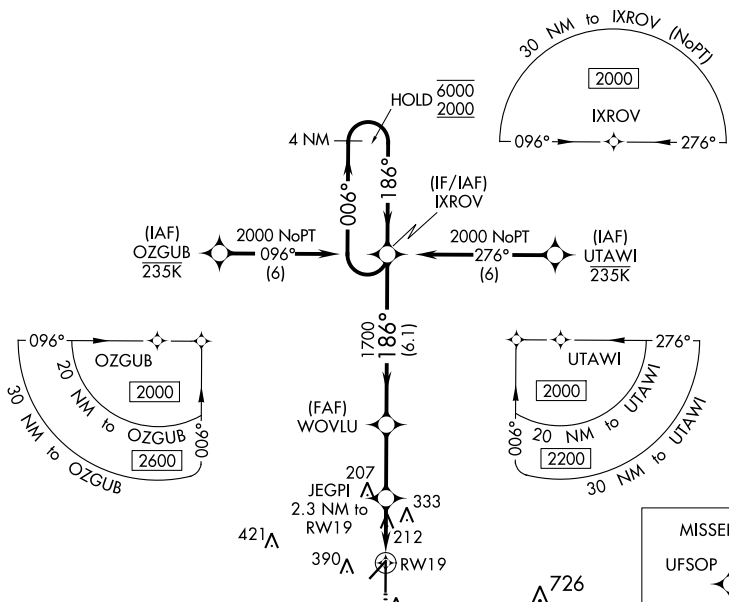 30 NM to IXROV (NoPT)
2000
IXROV
096°
276°
HOLD 6000
2000
4 NM
006°
186°
(IF/IAF)
IXROV
(IAF)
OZGUB
235K
2000 NoPT
096°
(6)
2000 NoPT
276°
(6)
(IAF)
UTAWI
235K
1700
186°
(6.1)
096°
OZGUB
2000
20 NM to OZGUB
2600
30 NM to OZGUB
006°
276°
UTAWI
2000
20 NM to UTAWI
2200
30 NM to UTAWI
006°
(FAF)
WOVLU
JEGPI
2.3 NM to
RW19
207
333
212
421
390
RW19
726
MISSE
UFSOP